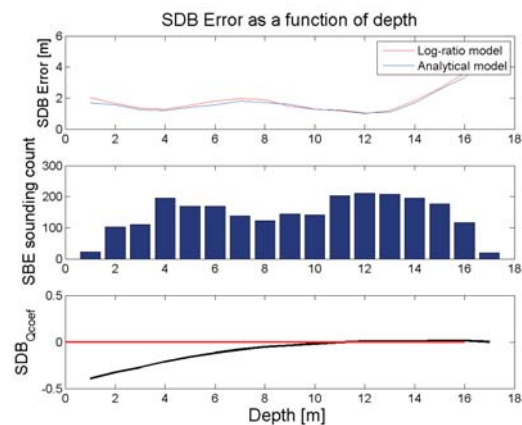 SDB Error as a function of depth
SDB Error [m]
6
4
2
0
0 2 4 6 8 10 12 14 16 18
Log-ratio model
Analytical model
SBE sounding count
300
200
100
0
0 2 4 6 8 10 12 14 16 18
SDB Qcoef
0.5
0
-0.5
0 2 4 6 8 10 12 14 16 18
Depth [m]